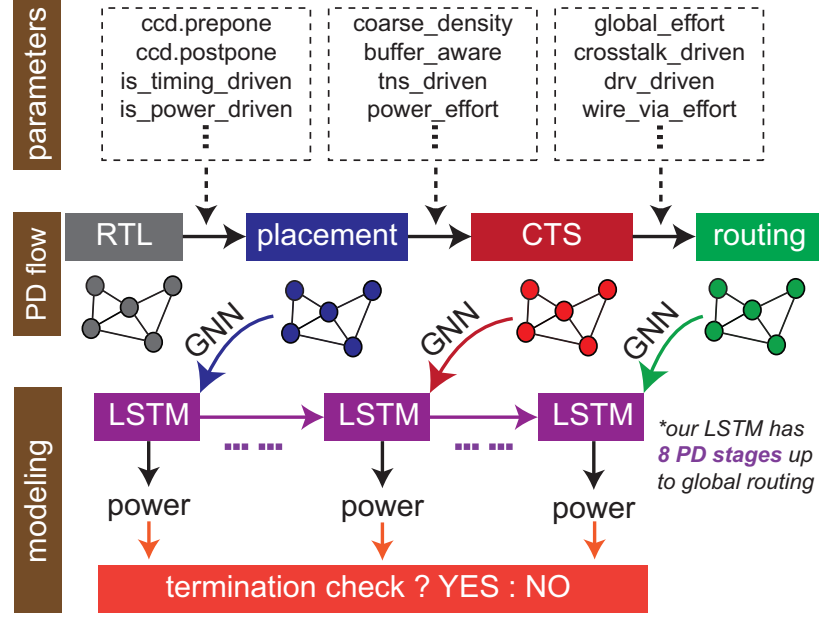 parameters
ccd.prepone
ccd.postpone
is_timing_driven
is_power_driven
coarse_density
buffer_aware
tns_driven
power_effort
global_effort
crosstalk_driven
drv_driven
wire_via_effort
PD flow
RTL
placement
CTS
routing
GNN
GNN
GNN
modeling
LSTM
LSTM
LSTM
*our LSTM has
8 PD stages up
to global routing
power
power
power
termination check ? YES : NO